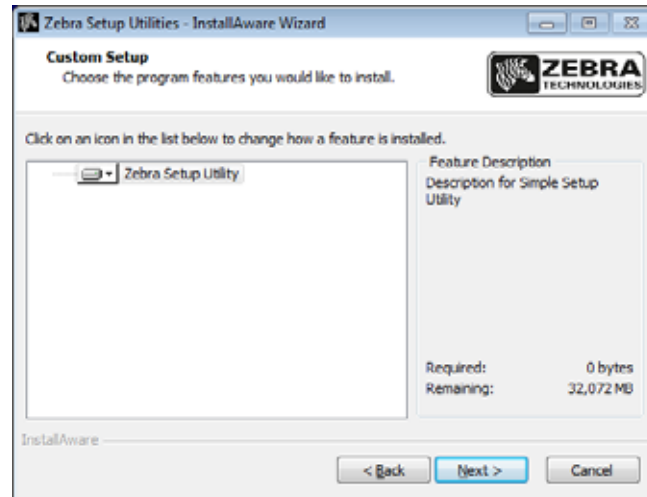 Zebra Setup Utilities - InstallAware Wizard
Custom Setup
Choose the program features you would like to install.
ZEBRA
TECHNOLOGIES
Click on an icon in the list below to change how a feature is installed.
Zebra Setup Utility
Feature Description
Description for Simple Setup
Utility
Required: 0 bytes
Remaining: 32,072 MB
InstallAware
< Back Next > Cancel